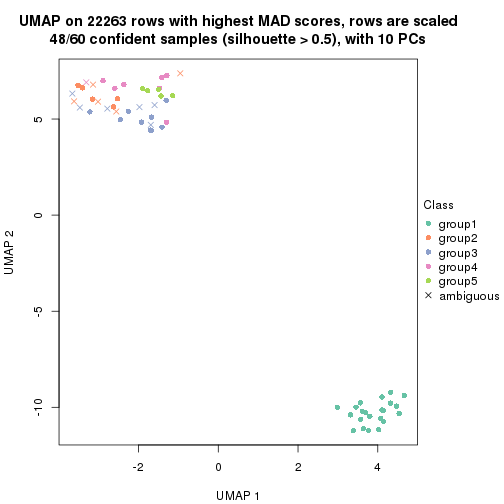 UMAP on 22263 rows with highest MAD scores, rows are scaled
48/60 confident samples (silhouette > 0.5), with 10 PCs
UMAP 2
5
0
-5
-10
-2
0
2
4
UMAP 1
Class
group1
group2
group3
group4
group5
ambiguous